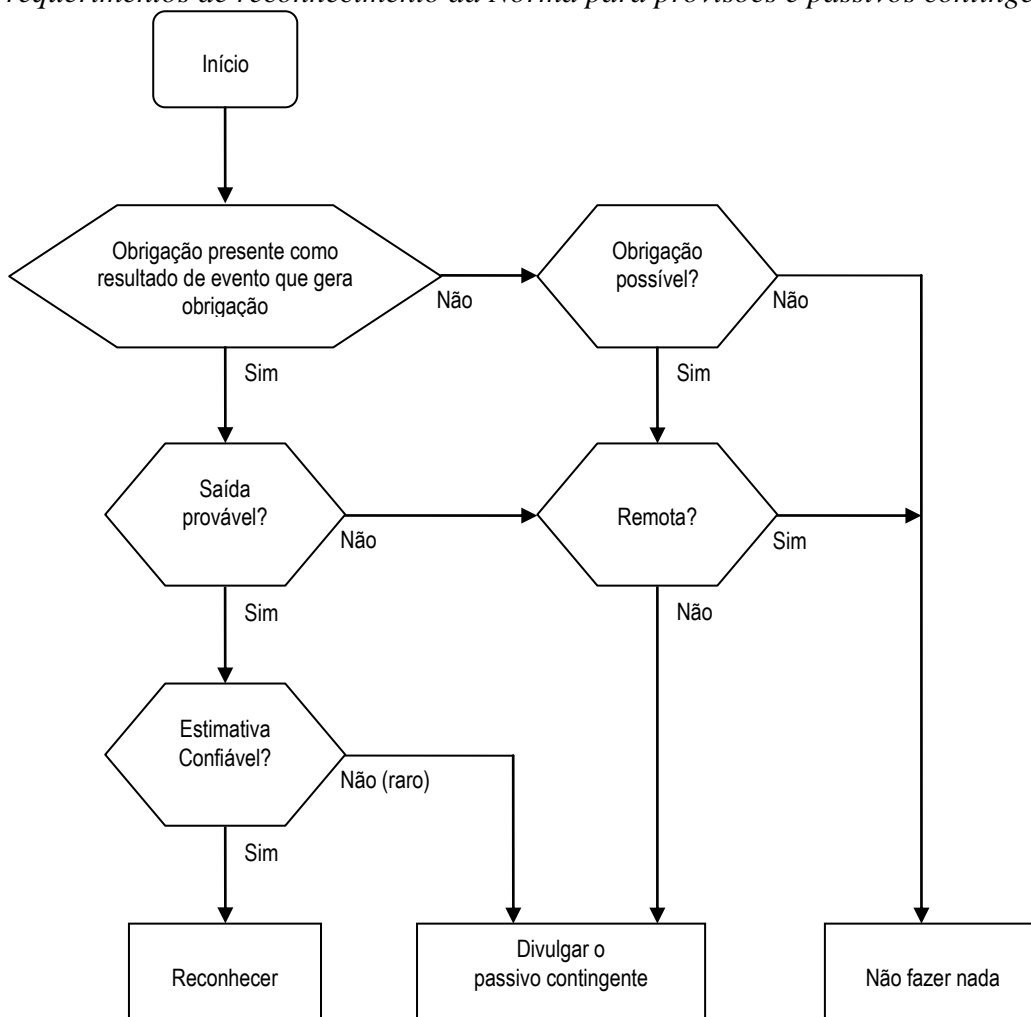 requerimentos de reconhecimento da Norma para provisões e passivos
Início
Obrigação presente como
resultado de evento que gera
obrigação
Não
Obrigação
possível?
Não
Sim
Sim
Saída
provável?
Não
Remota?
Sim
Sim
Não
Estimativa
Confiável?
Não (raro)
Sim
Reconhecer
Divulgar o
passivo contingente
Não fazer nada